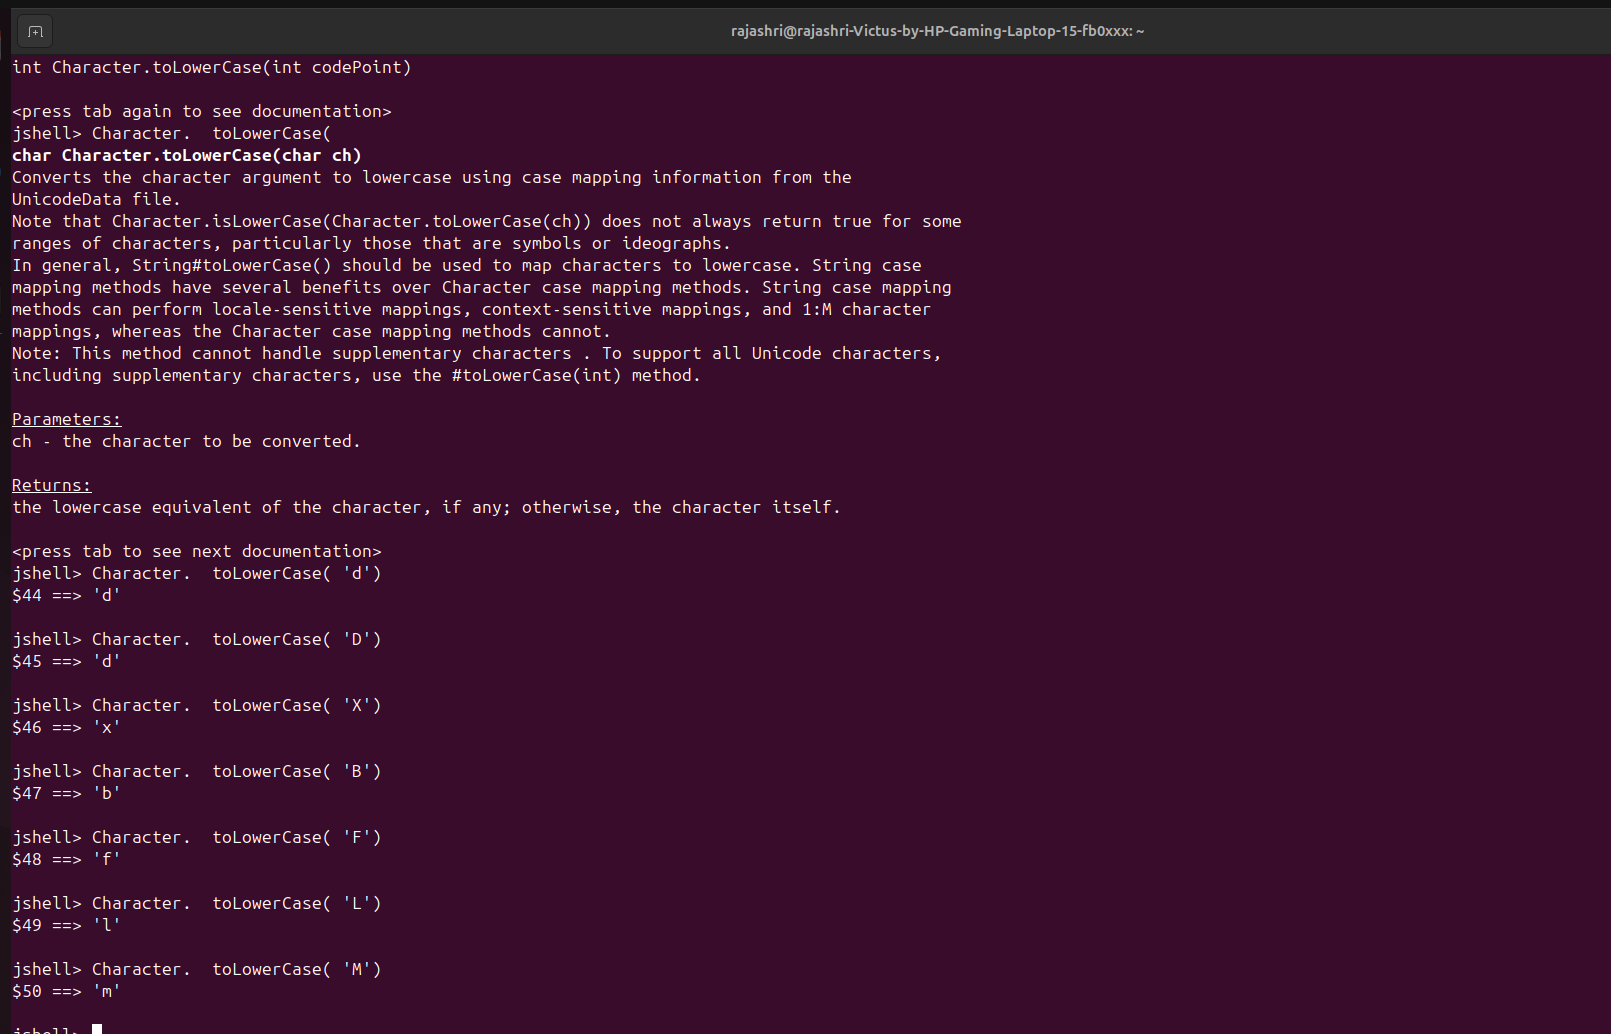 rajashri@rajashri-Victus-by-HP-Gaming-Laptop-15-fb0xxx: ~
int Character.toLowerCase(int codePoint)
<press tab again to see documentation>
jshell> Character.  toLowerCase(
char Character.toLowerCase(char ch)
Converts the character argument to lowercase using case mapping information from the
UnicodeData file.
Note that Character.isLowerCase(Character.toLowerCase(ch)) does not always return true for some
ranges of characters, particularly those that are symbols or ideographs.
In general, String#toLowerCase() should be used to map characters to lowercase. String case
mapping methods have several benefits over Character case mapping methods. String case mapping
methods can perform locale-sensitive mappings, context-sensitive mappings, and 1:M character
mappings, whereas the Character case mapping methods cannot.
Note: This method cannot handle supplementary characters . To support all Unicode characters,
including supplementary characters, use the #toLowerCase(int) method.
Parameters:
ch - the character to be converted.
Returns:
the lowercase equivalent of the character, if any; otherwise, the character itself.
<press tab to see next documentation>
jshell> Character.  toLowerCase( 'd')
$44 ==> 'd'
jshell> Character.  toLowerCase( 'D')
$45 ==> 'd'
jshell> Character.  toLowerCase( 'X')
$46 ==> 'x'
jshell> Character.  toLowerCase( 'B')
$47 ==> 'b'
jshell> Character.  toLowerCase( 'F')
$48 ==> 'f'
jshell> Character.  toLowerCase( 'L')
$49 ==> 'l'
jshell> Character.  toLowerCase( 'M')
$50 ==> 'm'
jshell>